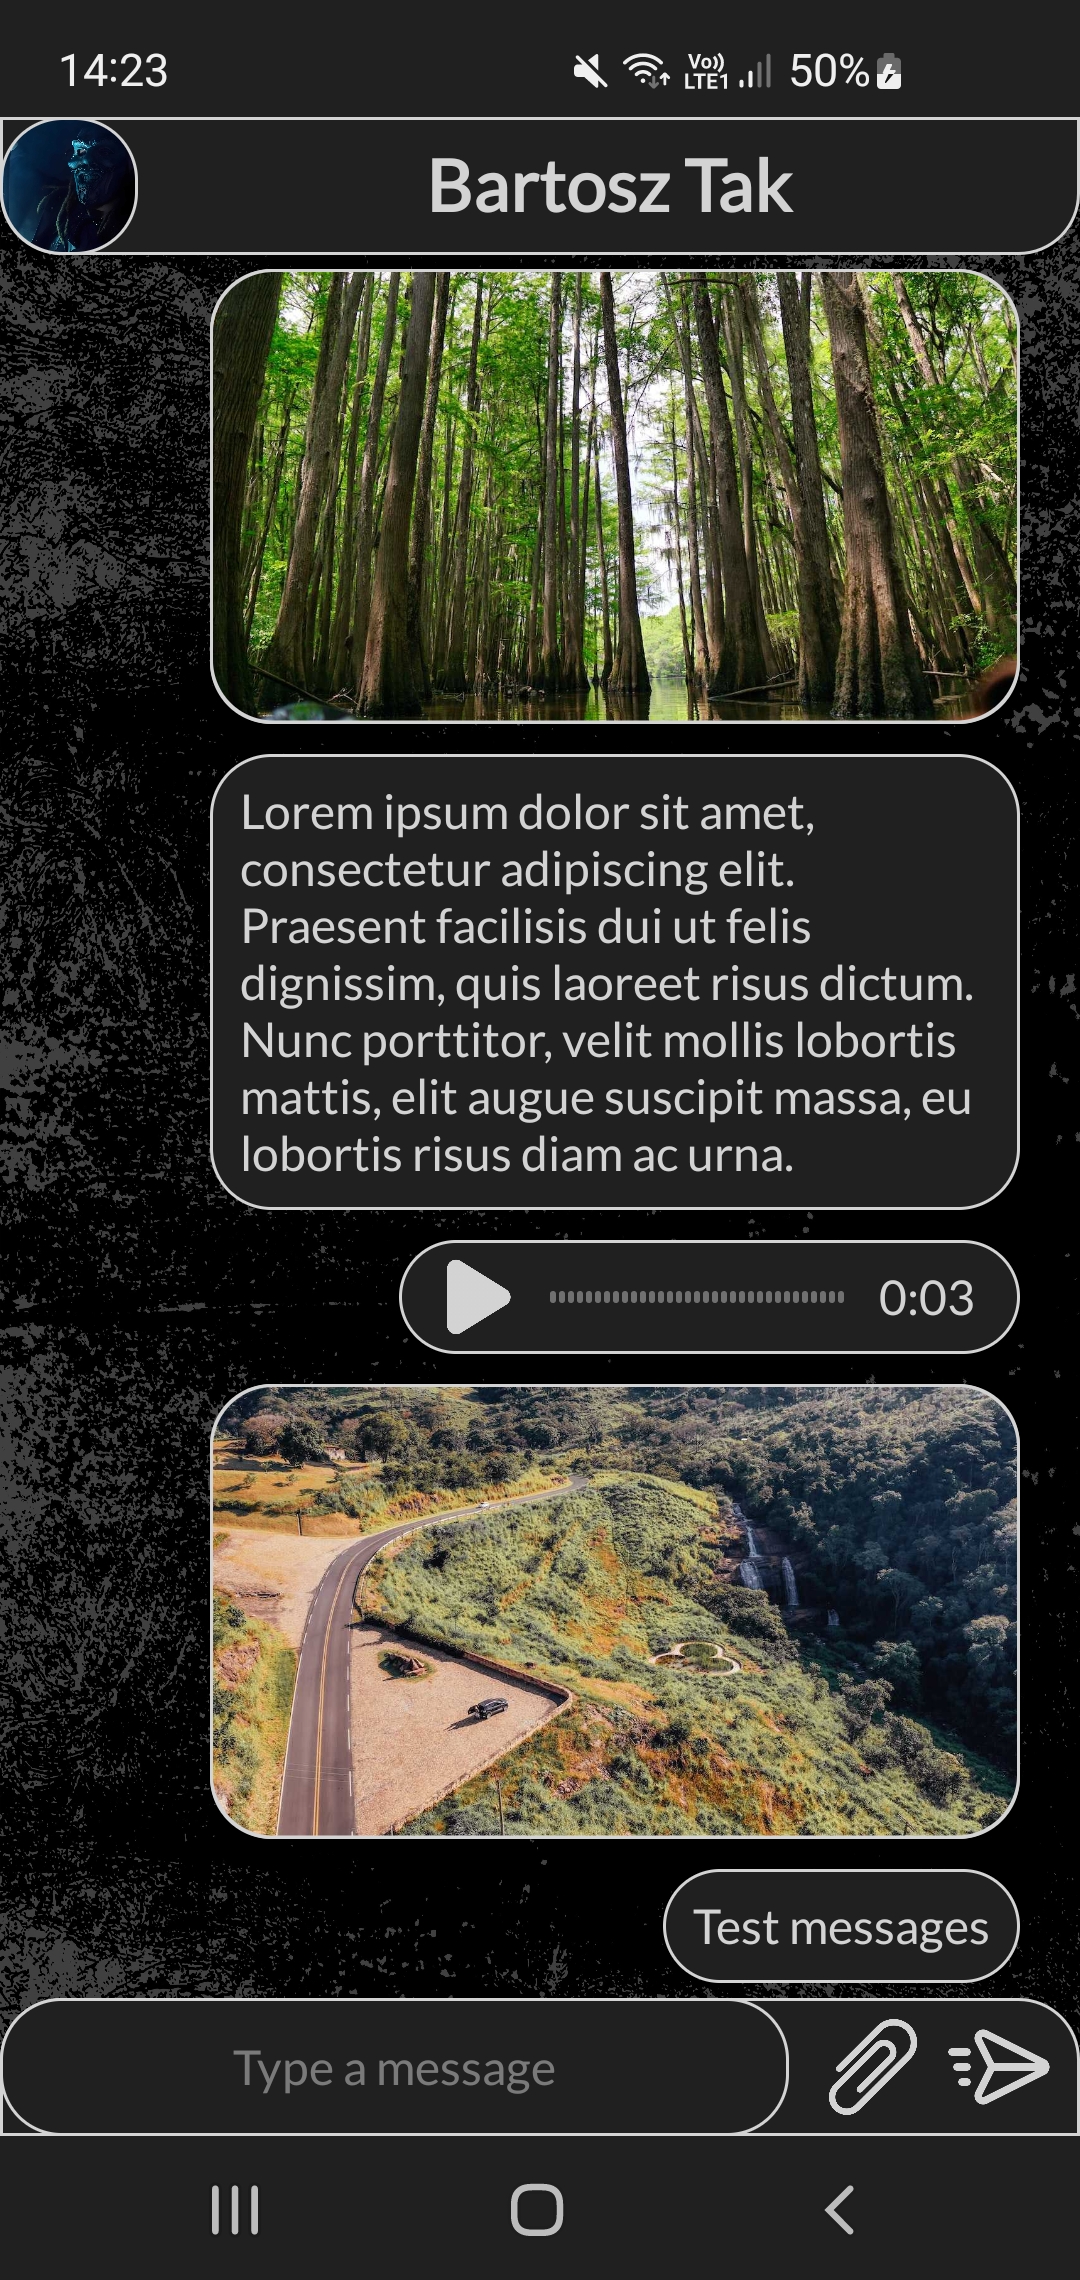 14:23
Vo)) LTE1 50%
Bartosz Tak
Lorem ipsum dolor sit amet,
consectetur adipiscing elit.
Praesent facilisis dui ut felis
dignissim, quis laoreet risus dictum.
Nunc porttitor, velit mollis lobortis
mattis, elit augue suscipit massa, eu
lobortis risus diam ac urna.
0:03
Test messages
Type a message